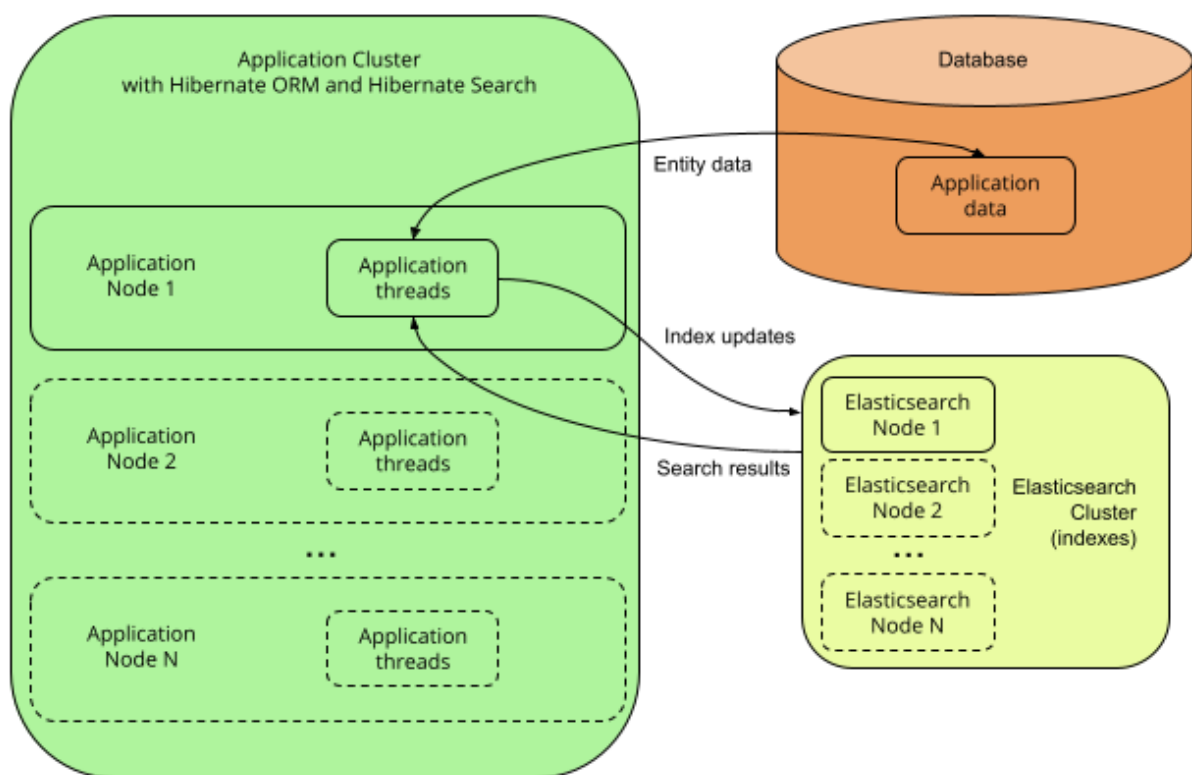 Application Cluster
with Hibernate ORM and Hibernate Search
Database
Entity data
Application
data
Application
Node 1
Application
threads
Index updates
Application
Node 2
Application
threads
Search results
Elasticsearch
Node 1
Elasticsearch
Node 2
Elasticsearch
Cluster
(indexes)
...
...
Elasticsearch
Node N
Application
Node N
Application
threads